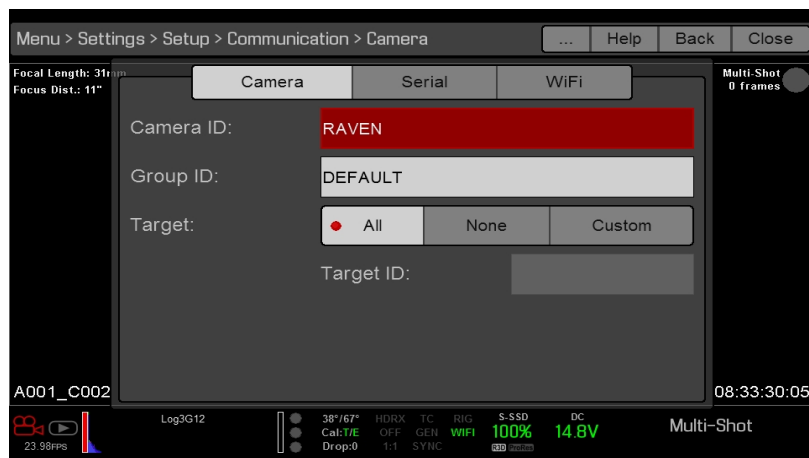 Menu > Settings > Setup > Communication > Camera
... Help Back Close
Focal Length: 31mm
Focus Dist.: 11"
Multi-Shot
0 frames
Camera Serial WiFi
Camera ID: RAVEN
Group ID: DEFAULT
Target: All None Custom
Target ID:
A001_C002
08:33:30:05
23.98FPS
Log3G12
38°/67°
Cal:T/E
Drop:0
HDRX TC RIG
OFF GEN WIFI
1:1 SYNC
S-SSD
100%
R3D ProRes
DC
14.8V
Multi-Shot